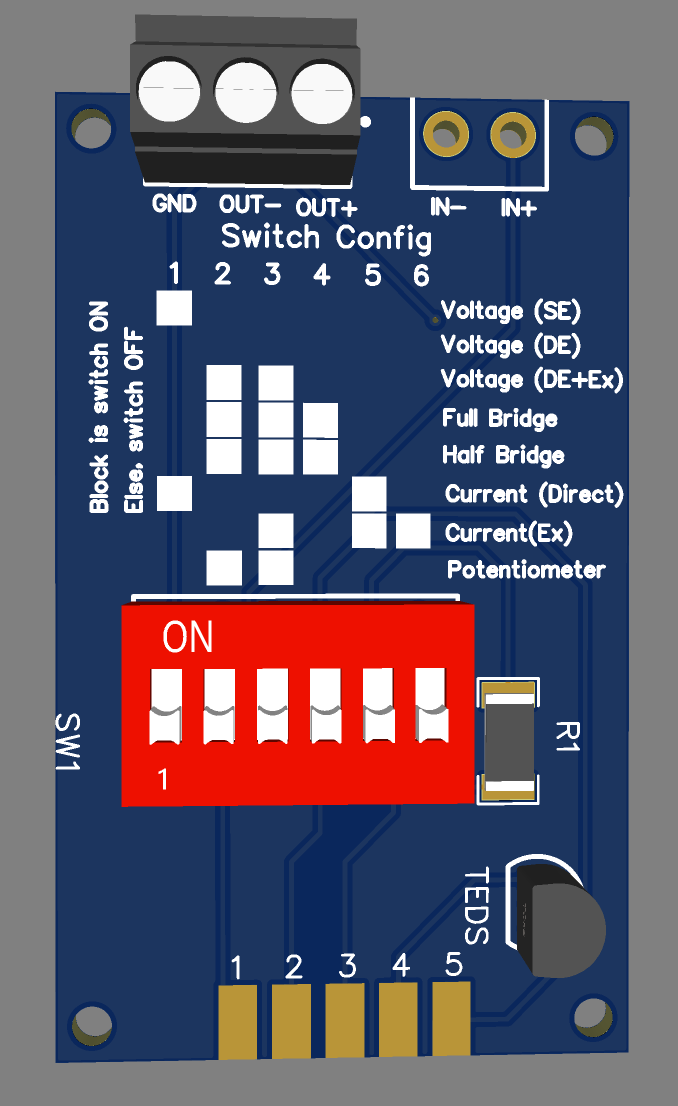 GND OUT- OUT+ IN- IN+
Switch Config
1 2 3 4 5 6
Block is switch ON
Else, switch OFF
Voltage (SE)
Voltage (DE)
Voltage (DE+Ex)
Full Bridge
Half Bridge
Current (Direct)
Current(Ex)
Potentiometer
ON
1
SW1
R1
TEDS
1 2 3 4 5